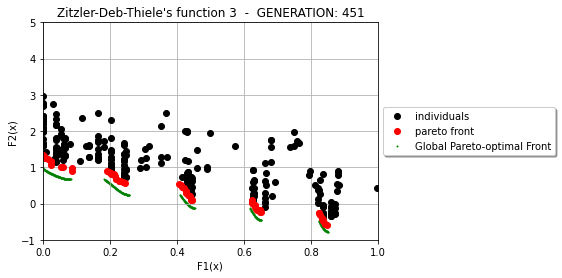 Zitzler-Deb-Thiele's function 3 - GENERATION: 451
5
4
3
2
1
0
−1
F2(x)
0.0 0.2 0.4 0.6 0.8 1.0
F1(x)
individuals
pareto front
Global Pareto-optimal Front